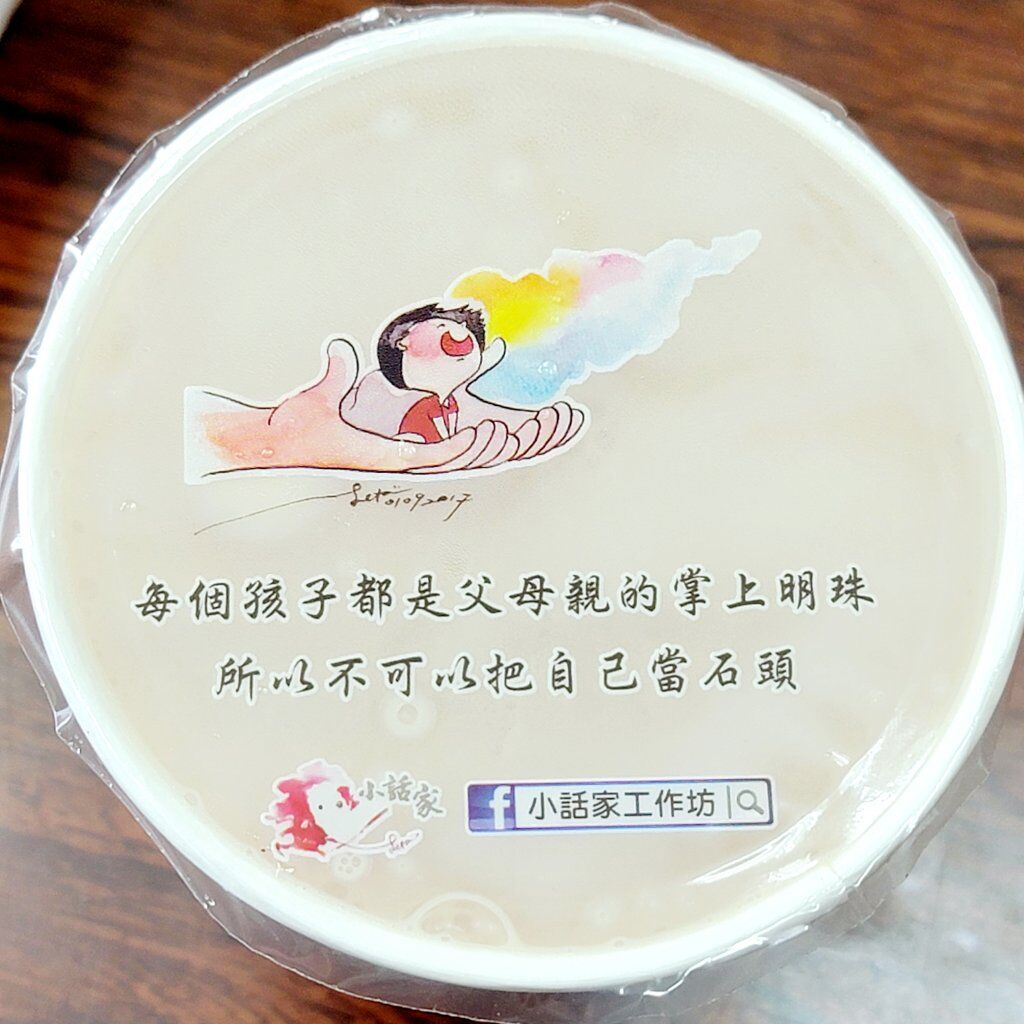 每個孩子都是父母親的掌上明珠
所以不可以把自己當石頭
小話家
f 小話家工作坊